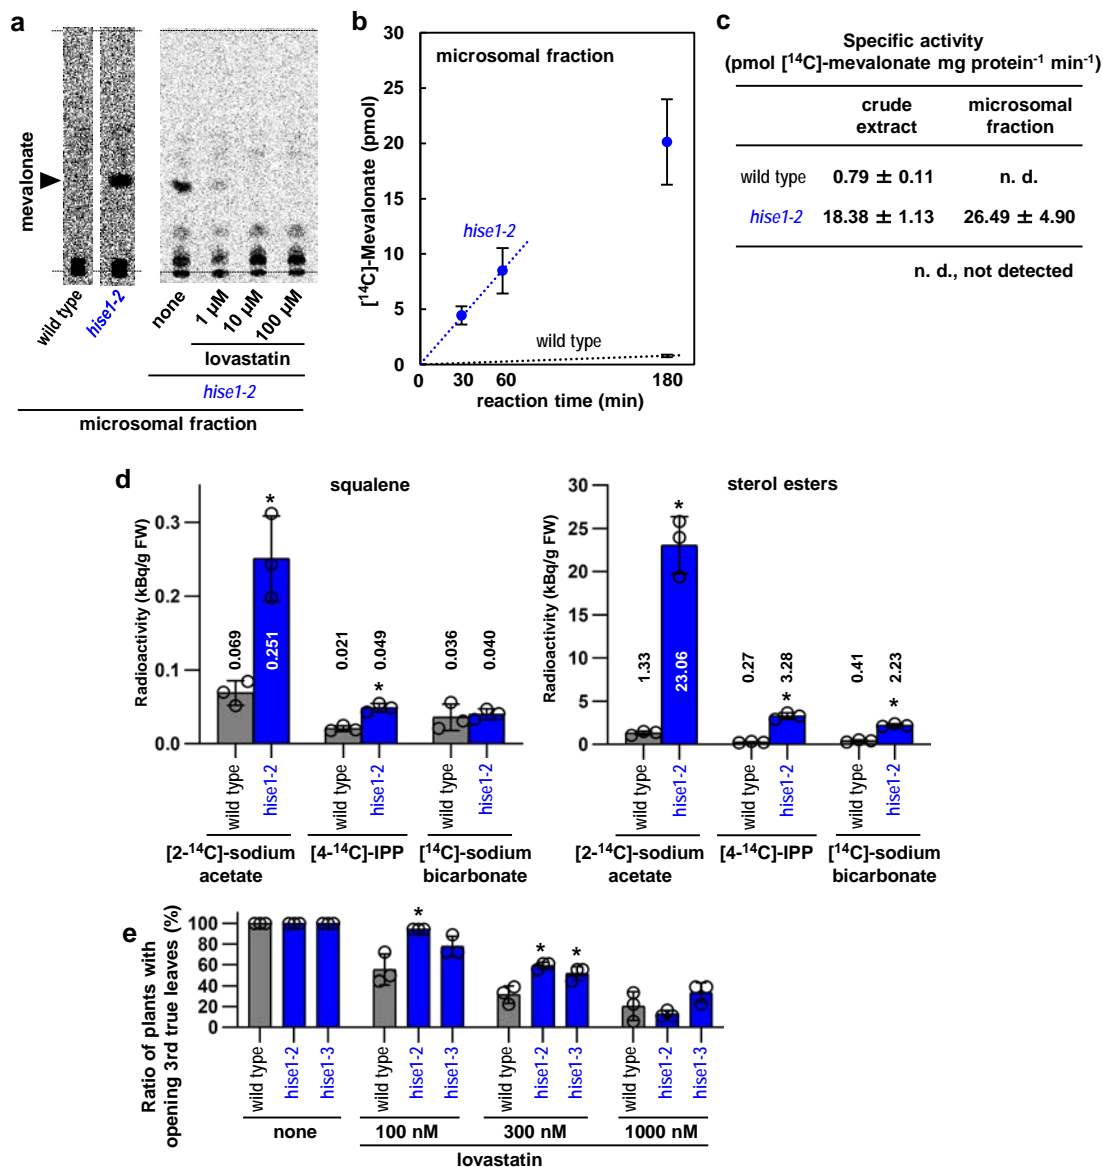 a
mevalonate
wild type
hise1-2
none
1 µM
10 µM
100 µM
lovastatin
hise1-2
microsomal fraction
b
microsomal fraction
[¹⁴C]-Mevalonate (pmol)
30
25
20
15
10
5
0
hise1-2
wild type
0 30 60 180
reaction time (min)
c
Specific activity
(pmol [¹⁴C]-mevalonate mg protein⁻¹ min⁻¹)
crude extract
microsomal fraction
wild type 0.79 ± 0.11 n. d.
hise1-2 18.38 ± 1.13 26.49 ± 4.90
n. d., not detected
d
squalene
Radioactivity (kBq/g FW)
0.3
0.2
0.1
0.0
*
0.069
0.251
0.021
0.049
*
0.036
0.040
wild type
hise1-2
wild type
hise1-2
wild type
hise1-2
[2-¹⁴C]-sodium acetate
[4-¹⁴C]-IPP
[¹⁴C]-sodium bicarbonate
sterol esters
Radioactivity (kBq/g FW)
30
25
20
15
10
5
0
*
1.33
23.06
0.27
3.28
*
0.41
2.23
*
wild type
hise1-2
wild type
hise1-2
wild type
hise1-2
[2-¹⁴C]-sodium acetate
[4-¹⁴C]-IPP
[¹⁴C]-sodium bicarbonate
e
Ratio of plants with
opening 3rd true leaves (%)
100
80
60
40
20
0
*
* *
wild type
hise1-2
hise1-3
wild type
hise1-2
hise1-3
wild type
hise1-2
hise1-3
wild type
hise1-2
hise1-3
none 100 nM 300 nM 1000 nM
lovastatin